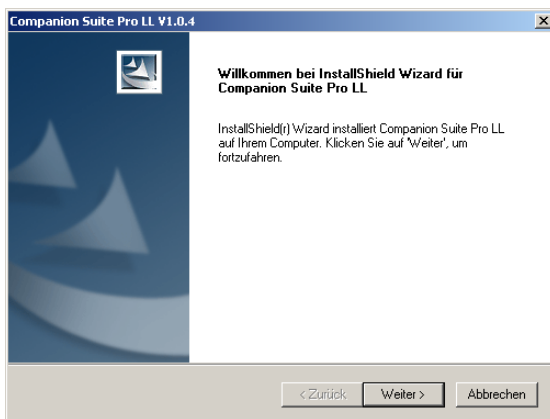 Companion Suite Pro LL V1.0.4
Willkommen bei InstallShield Wizard für
Companion Suite Pro LL
InstallShield(r) Wizard installiert Companion Suite Pro LL
auf Ihrem Computer. Klicken Sie auf 'Weiter', um
fortzufahren.
< Zurück
Weiter >
Abbrechen